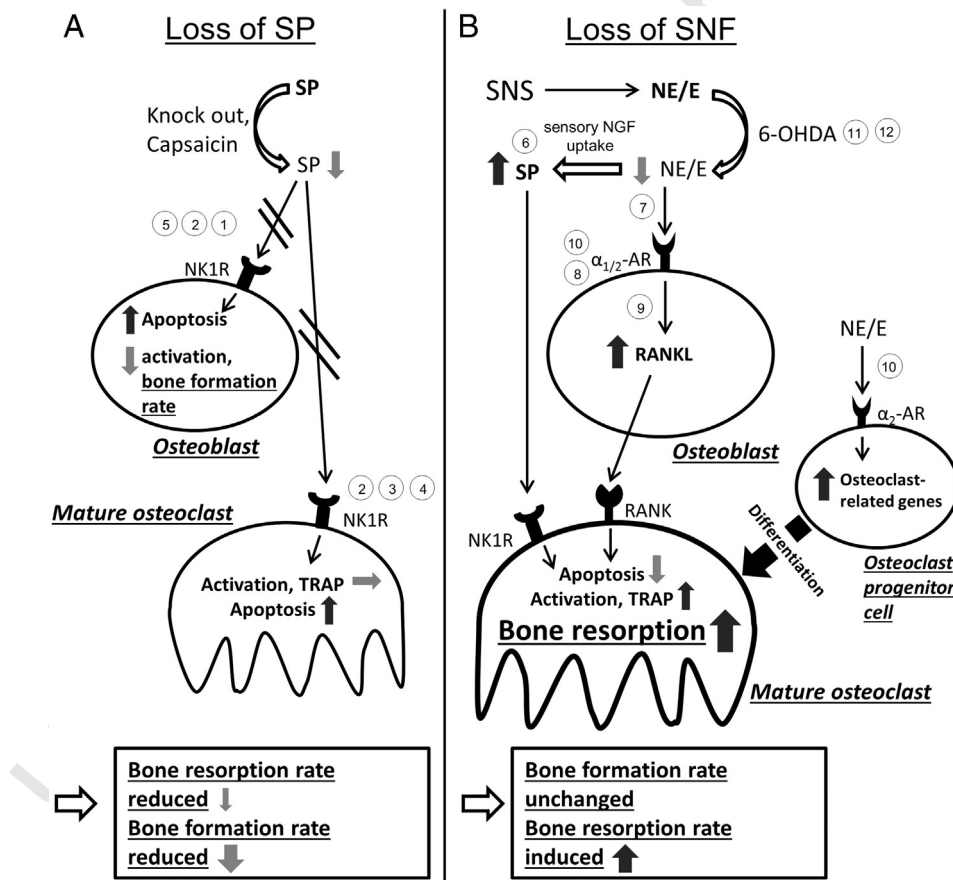 A
Loss of SP
SP
Knock out,
Capsaicin
SP
5 2 1
NK1R
Apoptosis
activation,
bone formation
rate
Osteoblast
2 3 4
Mature osteoclast
NK1R
Activation, TRAP
Apoptosis
Bone resorption rate
reduced
Bone formation rate
reduced
B
Loss of SNF
SNS
NE/E
6-OHDA 11 12
6
sensory NGF
uptake
SP
NE/E
7
10
8
α1/2-AR
9
RANKL
Osteoblast
NE/E
10
α2-AR
Osteoclast-
related genes
Differentiation
Osteoclast
progenitor
cell
RANK
NK1R
Apoptosis
Activation, TRAP
Bone resorption
Mature osteoclast
Bone formation rate
unchanged
Bone resorption rate
induced